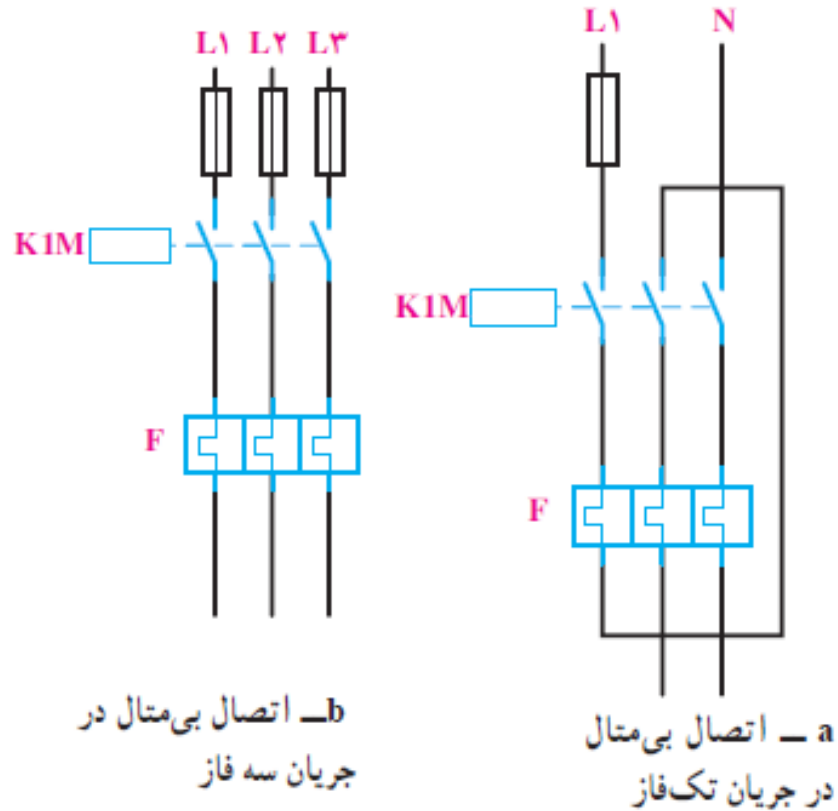 L۱ N
L۱ L۲ L۳
K1M
K1M
F
F
a ــ اتصال بی‌متال
در جریان تک‌فاز
b ــ اتصال بی‌متال در
جریان سه فاز